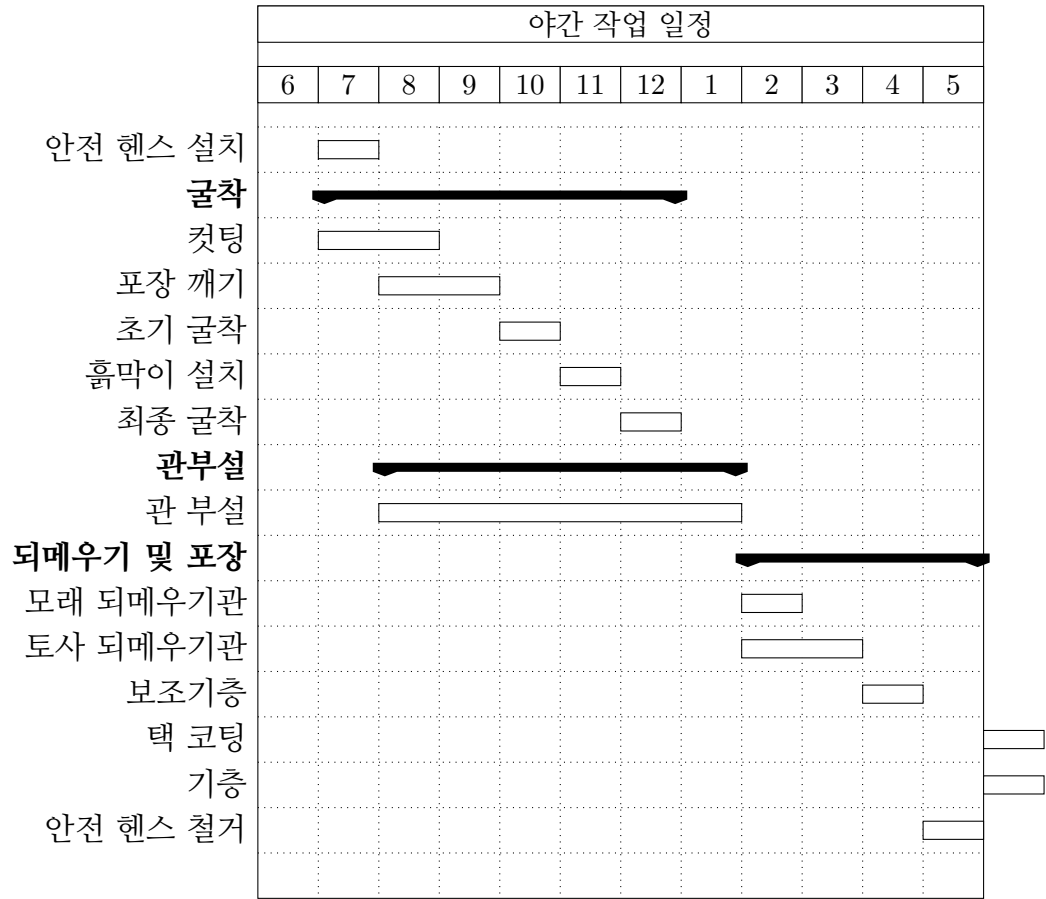 야간 작업 일정
6 7 8 9 10 11 12 1 2 3 4 5
안전 헨스 설치
굴착
컷팅
포장 깨기
초기 굴착
흙막이 설치
최종 굴착
관부설
관 부설
되메우기 및 포장
모래 되메우기관
토사 되메우기관
보조기층
택 코팅
기층
안전 헨스 철거